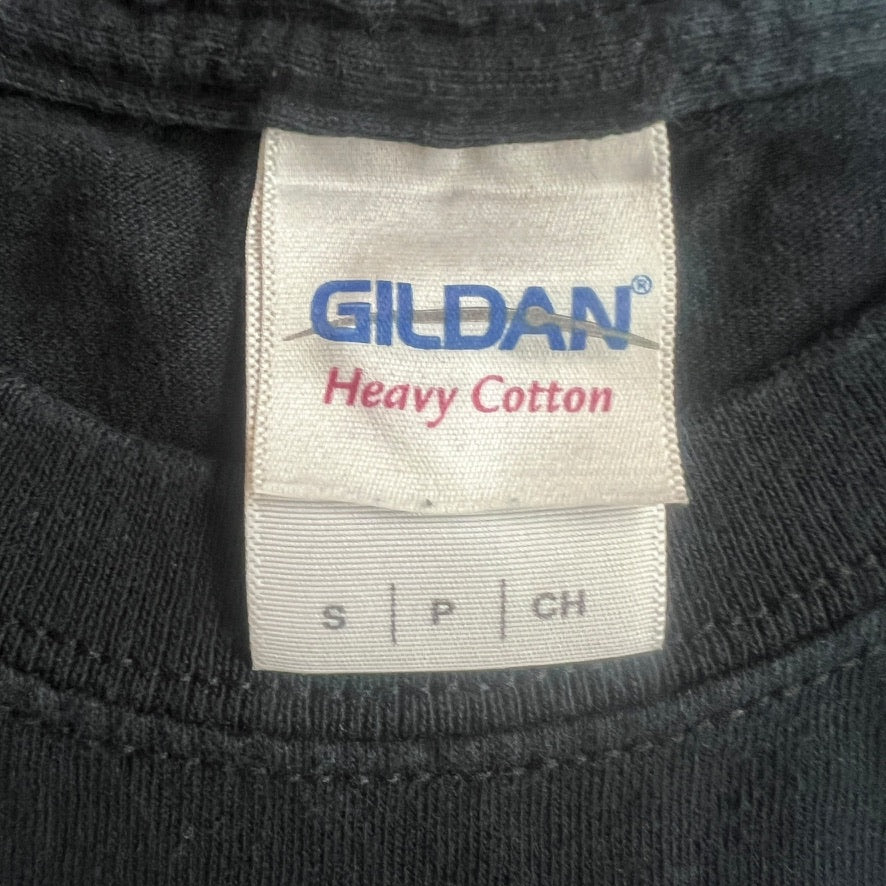 GILDAN®
Heavy Cotton
S | P | CH